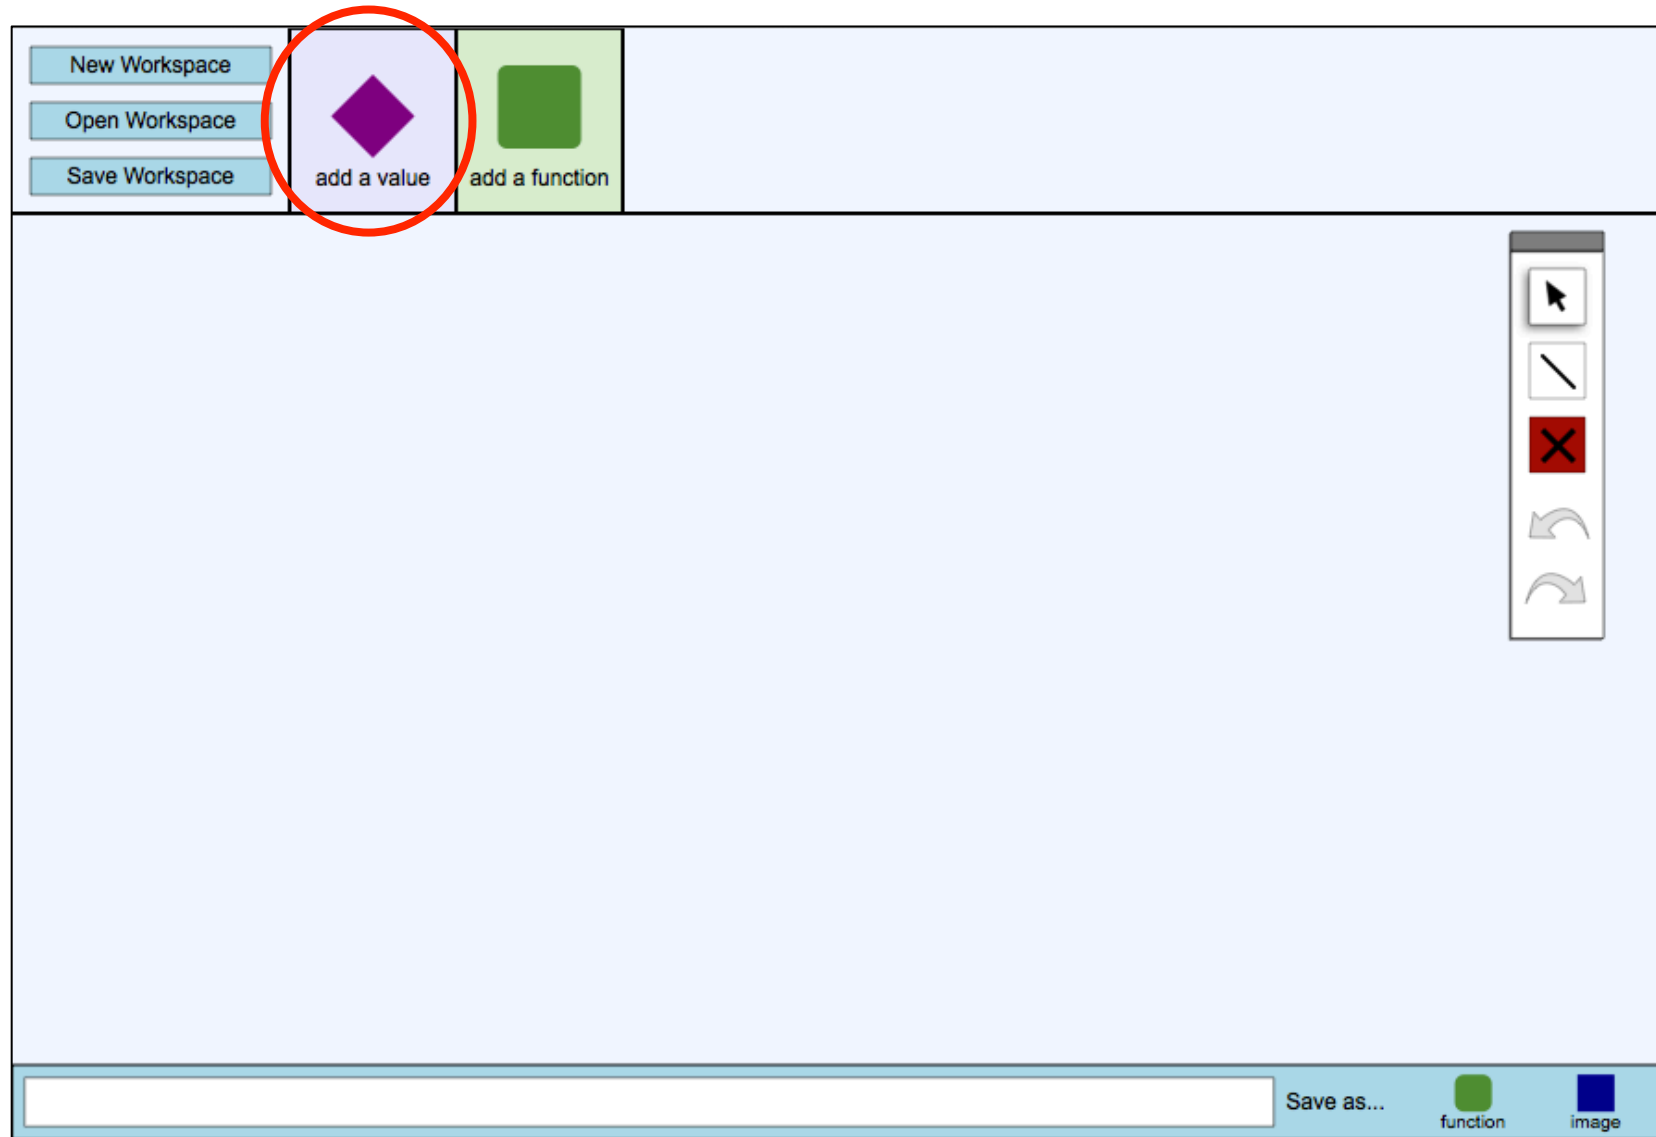 New Workspace
Open Workspace
Save Workspace
add a value
add a function
Save as...
function
image